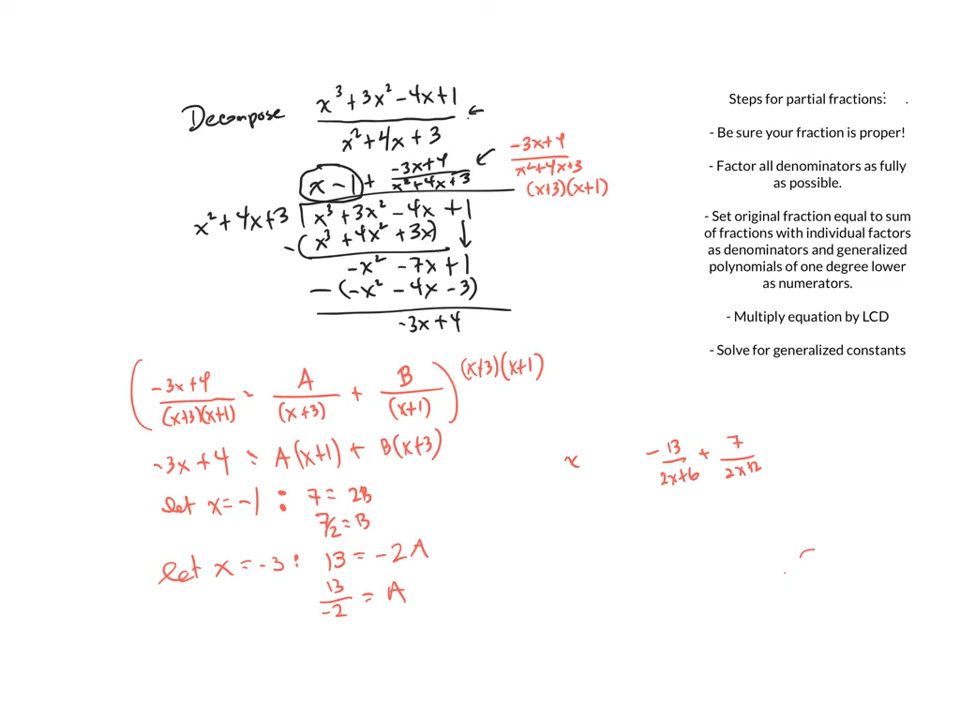 Decompose (x³ + 3x² - 4x + 1)/(x² + 4x + 3) ←
x - 1 + (-3x + 4)/(x² + 4x + 3) ↙
(-3x + 4)/(x² + 4x + 3)
(x+3)(x+1)
x² + 4x + 3 | x³ + 3x² - 4x + 1
-(x³ + 4x² + 3x) ↓
-x² - 7x + 1
- (-x² - 4x - 3)
-3x + 4
((-3x + 4)/((x+3)(x+1)) = A/(x+3) + B/(x+1)) (x+3)(x+1)
-3x + 4 = A(x+1) + B(x+3)
let x = -1 : 7 = 2B
7/2 = B
let x = -3 : 13 = -2A
13/-2 = A
x
-13/(2x+6) + 7/(2x+2)
Steps for partial fractions:
- Be sure your fraction is proper!
- Factor all denominators as fully
as possible.
- Set original fraction equal to sum
of fractions with individual factors
as denominators and generalized
polynomials of one degree lower
as numerators.
- Multiply equation by LCD
- Solve for generalized constants